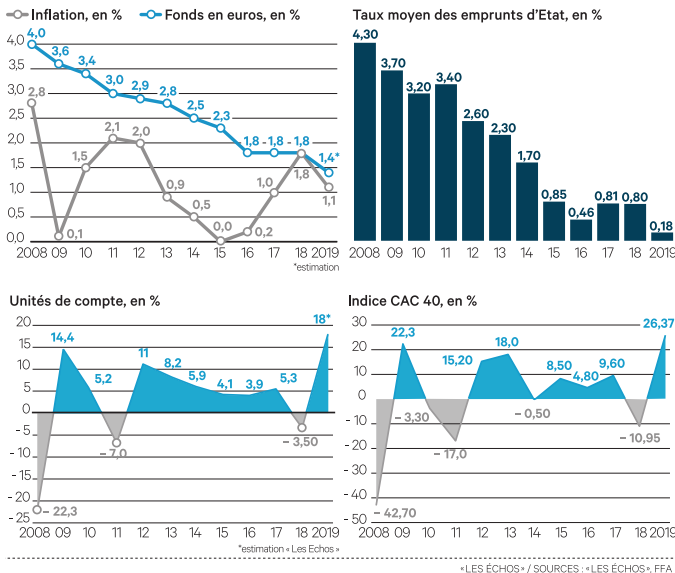 Inflation, en % Fonds en euros, en %
4,0
3,5
3,0
2,5
2,0
1,5
1,0
0,5
0,0
4,0 3,6 3,4 3,0 2,9 2,8 2,5 2,3 1,8 1,8 1,8 1,4*
2,8 0,1 1,5 2,1 2,0 0,9 0,5 0,0 0,2 1,0 1,8 1,1
2008 09 10 11 12 13 14 15 16 17 18 2019
*estimation
Taux moyen des emprunts d'Etat, en %
4,30 3,70 3,20 3,40 2,60 2,30 1,70 0,85 0,46 0,81 0,80 0,18
2008 09 10 11 12 13 14 15 16 17 18 2019
Unités de compte, en %
20
15
10
5
0
– 5
– 10
– 15
– 20
– 25
– 22,3 14,4 5,2 – 7,0 11 8,2 5,9 4,1 3,9 5,3 – 3,50 18*
2008 09 10 11 12 13 14 15 16 17 18 2019
*estimation « Les Echos »
Indice CAC 40, en %
30
20
10
0
- 10
- 20
- 30
- 40
- 50
– 42,70 22,3 – 3,30 – 17,0 15,20 18,0 – 0,50 8,50 4,80 9,60 – 10,95 26,37
2008 09 10 11 12 13 14 15 16 17 18 2019
« LES ÉCHOS » / SOURCES : « LES ÉCHOS », FFA